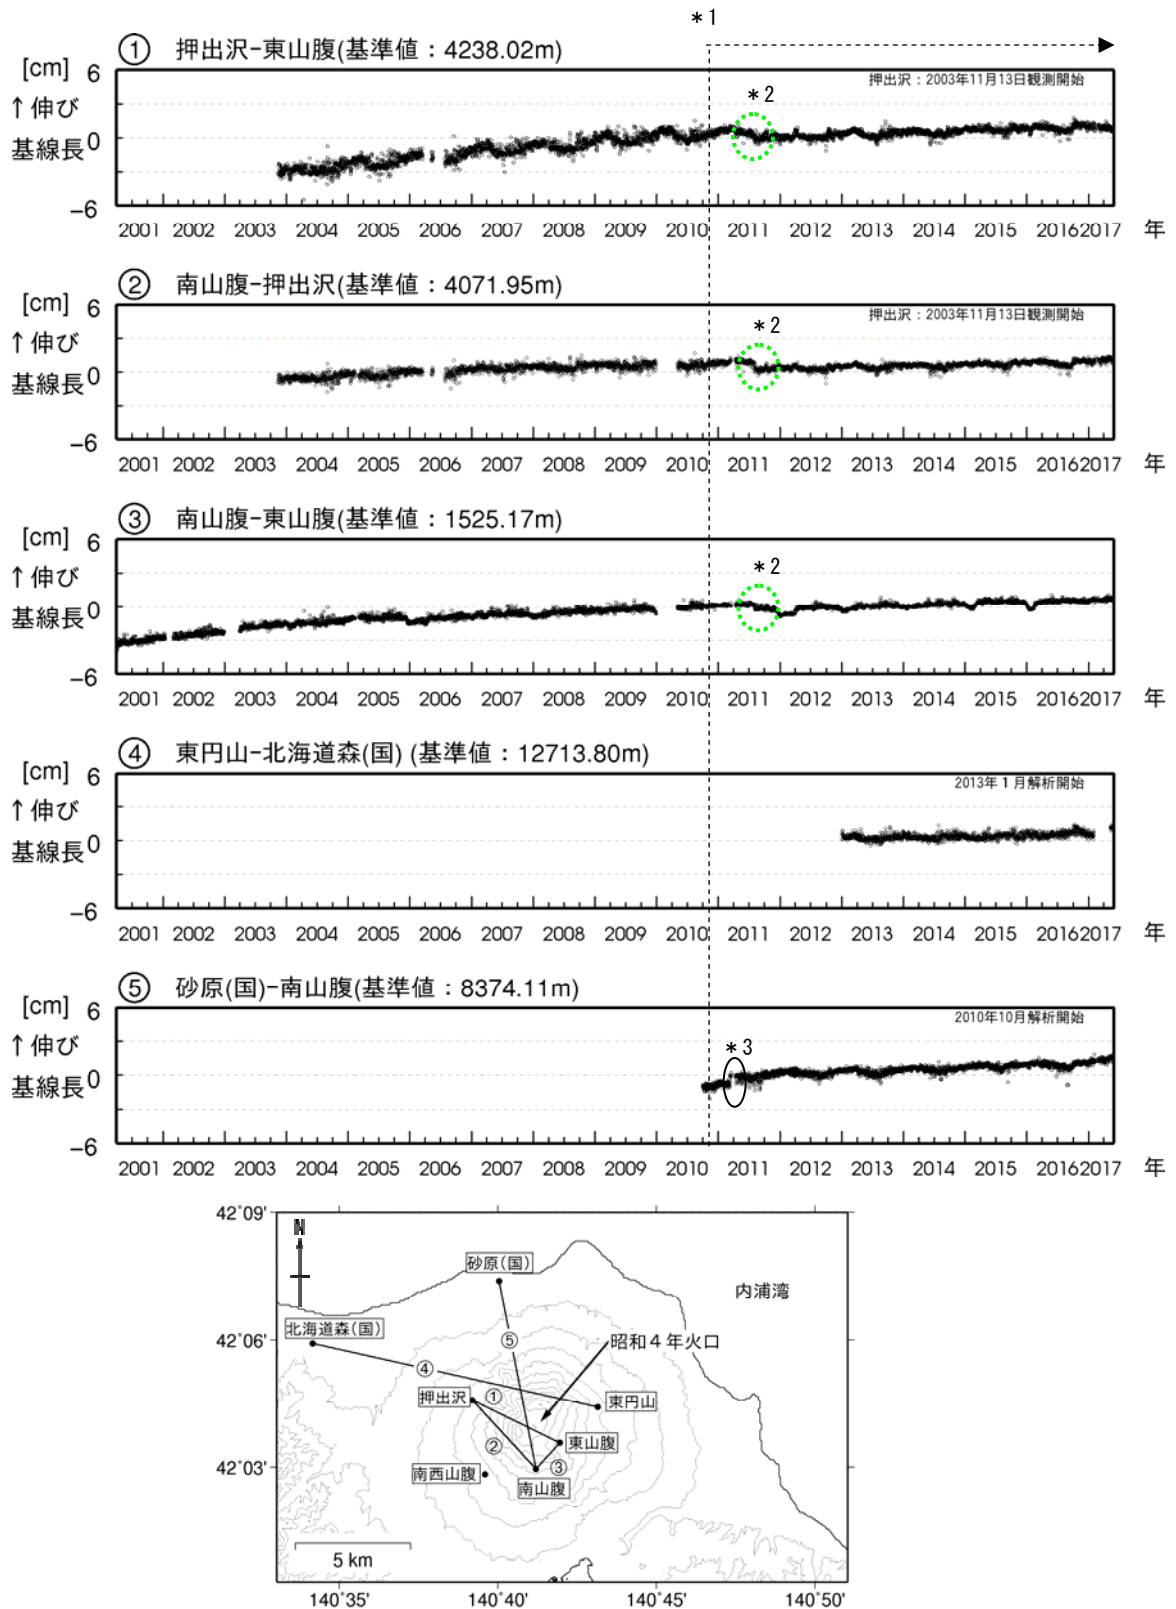 *1
① 押出沢-東山腹(基準値：4238.02m)
[cm] 6
↑伸び
基線長 0
-6
押出沢：2003年11月13日観測開始
*2
2001 2002 2003 2004 2005 2006 2007 2008 2009 2010 2011 2012 2013 2014 2015 2016 2017 年
② 南山腹-押出沢(基準値：4071.95m)
[cm] 6
↑伸び
基線長 0
-6
押出沢：2003年11月13日観測開始
*2
2001 2002 2003 2004 2005 2006 2007 2008 2009 2010 2011 2012 2013 2014 2015 2016 2017 年
③ 南山腹-東山腹(基準値：1525.17m)
[cm] 6
↑伸び
基線長 0
-6
*2
2001 2002 2003 2004 2005 2006 2007 2008 2009 2010 2011 2012 2013 2014 2015 2016 2017 年
④ 東円山-北海道森(国) (基準値：12713.80m)
[cm] 6
↑伸び
基線長 0
-6
2013年１月解析開始
2001 2002 2003 2004 2005 2006 2007 2008 2009 2010 2011 2012 2013 2014 2015 2016 2017 年
⑤ 砂原(国)-南山腹(基準値：8374.11m)
[cm] 6
↑伸び
基線長 0
-6
2010年10月解析開始
*3
2001 2002 2003 2004 2005 2006 2007 2008 2009 2010 2011 2012 2013 2014 2015 2016 2017 年
42°09'
N
砂原(国)
内浦湾
北海道森(国)
42°06'
⑤
昭和４年火口
④
押出沢
①
東円山
②
東山腹
③
42°03'
南西山腹
南山腹
5 km
140°35' 140°40' 140°45' 140°50'